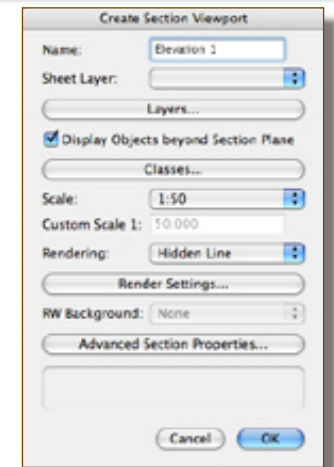 Create Section Viewport
Name: Elevation 1
Sheet Layer:
Layers...
Display Objects beyond Section Plane
Classes...
Scale: 1:50
Custom Scale 1: 50.000
Rendering: Hidden Line
Render Settings...
RW Background: None
Advanced Section Properties...
Cancel OK